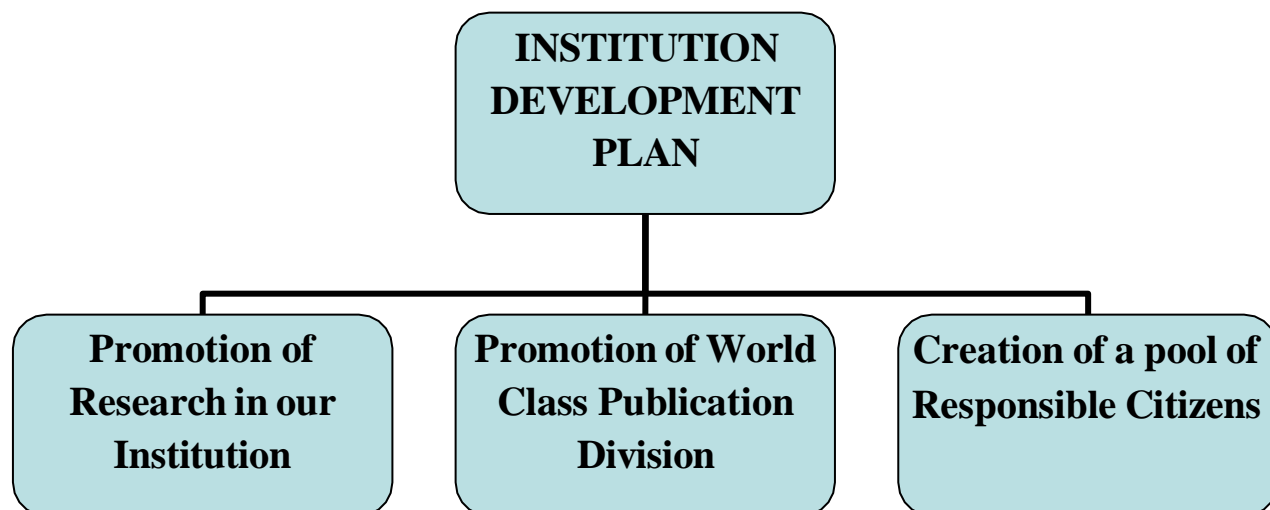 INSTITUTION
DEVELOPMENT
PLAN
Promotion of
Research in our
Institution
Promotion of World
Class Publication
Division
Creation of a pool of
Responsible Citizens